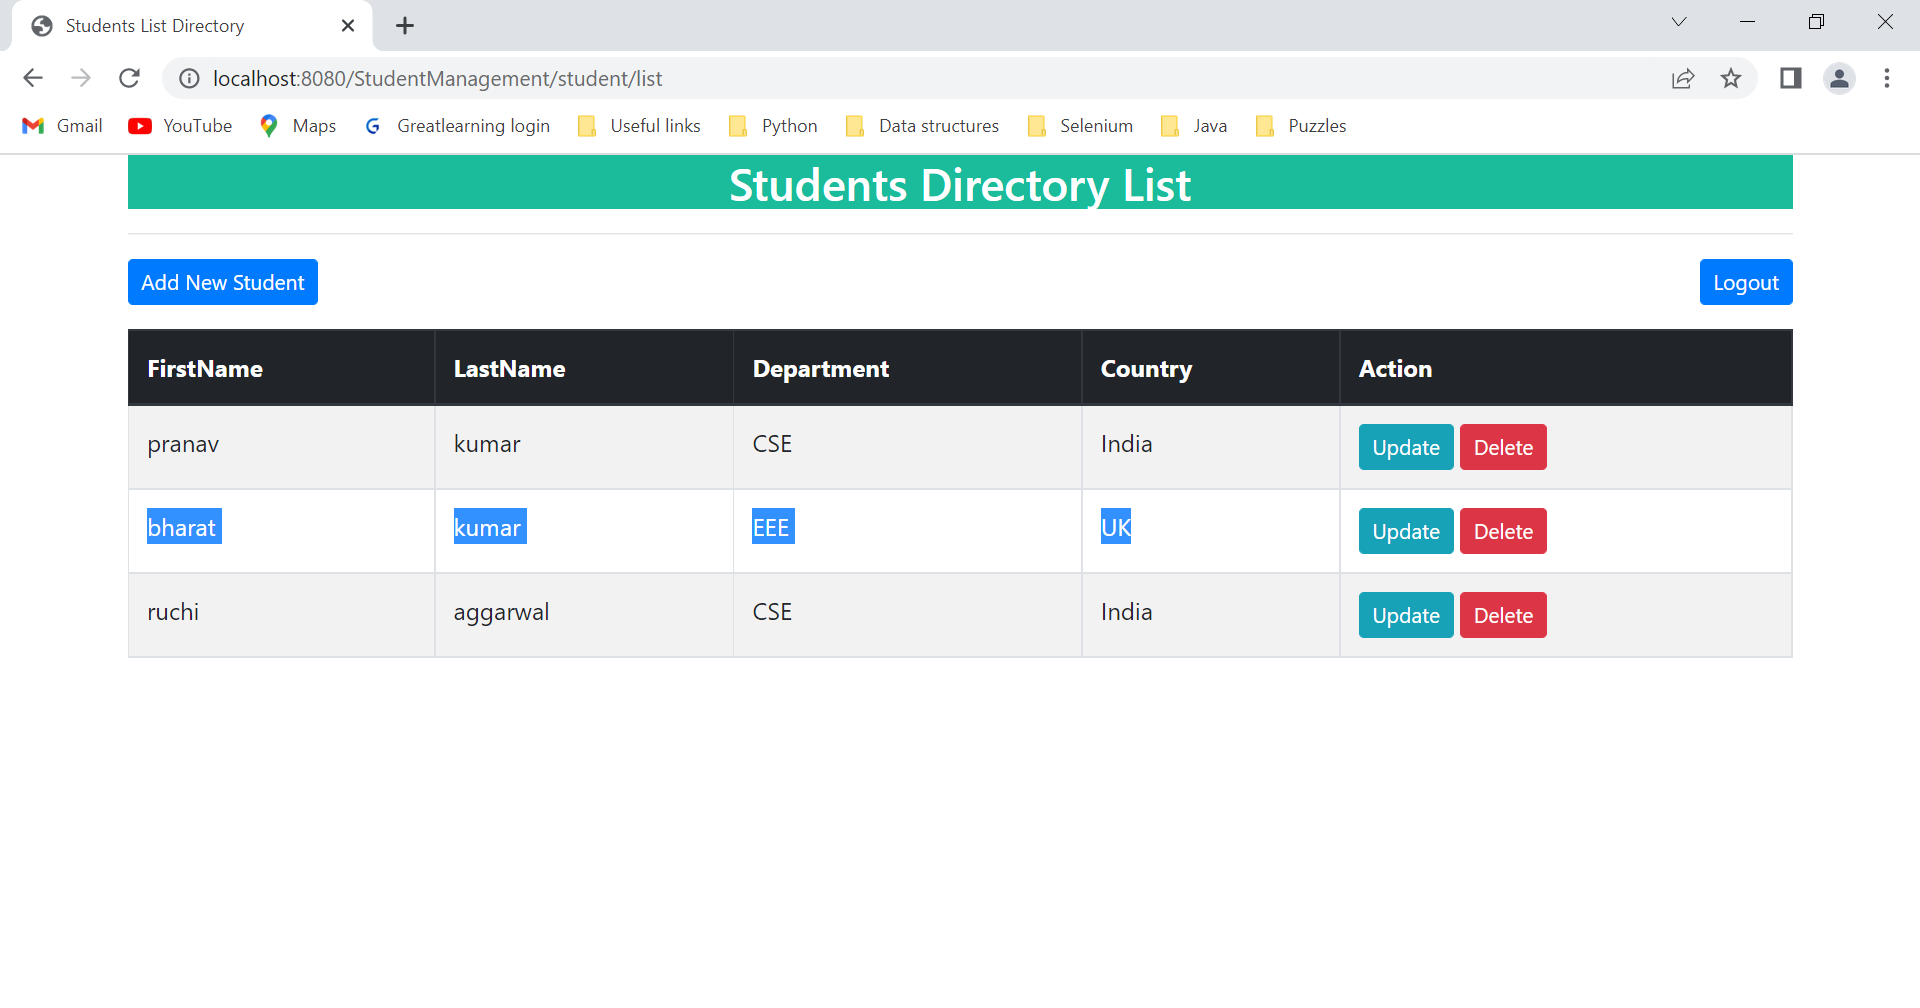 Students List Directory
localhost:8080/StudentManagement/student/list
Gmail YouTube Maps Greatlearning login Useful links Python Data structures Selenium Java Puzzles
Students Directory List
Add New Student Logout
FirstName LastName Department Country Action
pranav kumar CSE India Update Delete
bharat kumar EEE UK Update Delete
ruchi aggarwal CSE India Update Delete